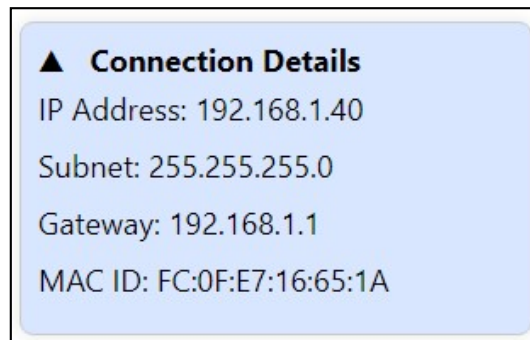 ▲ Connection Details
IP Address: 192.168.1.40
Subnet: 255.255.255.0
Gateway: 192.168.1.1
MAC ID: FC:0F:E7:16:65:1A